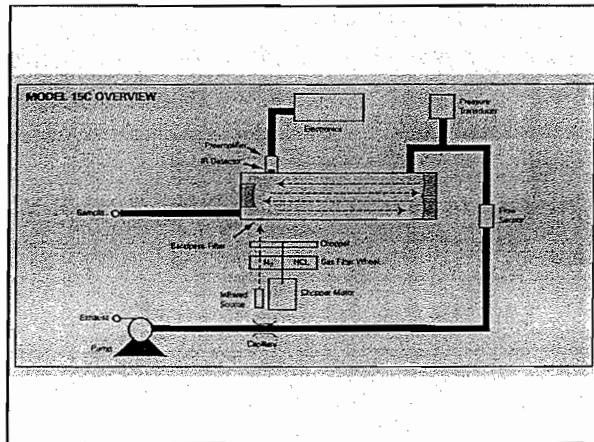 MODEL 15C OVERVIEW
Pressure
Transducer
Electronics
Preamplifier
IR Detector
Sample
Flow
Sensor
Bandpass Filter
Chopper
N2 HCL Gas Filter Wheel
Infrared
Source
Chopper Motor
Exhaust
Capillary
Pump